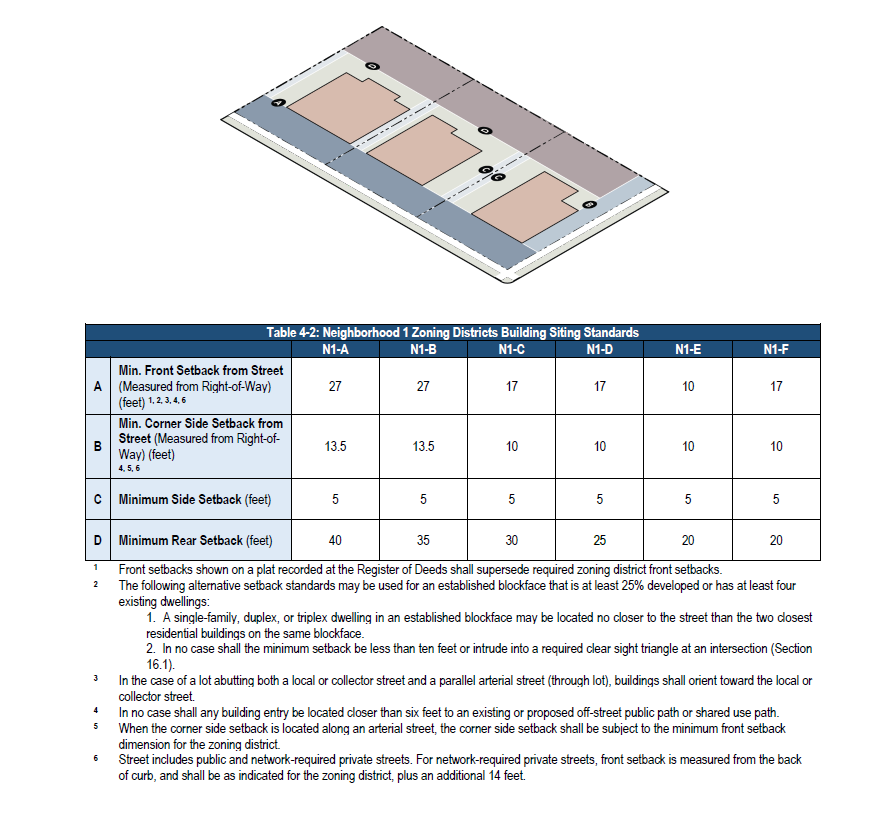 D
A
D
C
C
B
Table 4-2: Neighborhood 1 Zoning Districts Building Siting Standards
N1-A N1-B N1-C N1-D N1-E N1-F
A Min. Front Setback from Street (Measured from Right-of-Way) (feet) 1, 2, 3, 4, 6 27 27 17 17 10 17
B Min. Corner Side Setback from Street (Measured from Right-of-Way) (feet) 4, 5, 6 13.5 13.5 10 10 10 10
C Minimum Side Setback (feet) 5 5 5 5 5 5
D Minimum Rear Setback (feet) 40 35 30 25 20 20
1 Front setbacks shown on a plat recorded at the Register of Deeds shall supersede required zoning district front setbacks.
2 The following alternative setback standards may be used for an established blockface that is at least 25% developed or has at least four
existing dwellings:
1. A single-family, duplex, or triplex dwelling in an established blockface may be located no closer to the street than the two closest
residential buildings on the same blockface.
2. In no case shall the minimum setback be less than ten feet or intrude into a required clear sight triangle at an intersection (Section
16.1).
3 In the case of a lot abutting both a local or collector street and a parallel arterial street (through lot), buildings shall orient toward the local or
collector street.
4 In no case shall any building entry be located closer than six feet to an existing or proposed off-street public path or shared use path.
5 When the corner side setback is located along an arterial street, the corner side setback shall be subject to the minimum front setback
dimension for the zoning district.
6 Street includes public and network-required private streets. For network-required private streets, front setback is measured from the back
of curb, and shall be as indicated for the zoning district, plus an additional 14 feet.